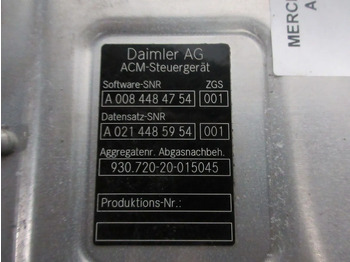 Daimler AG
ACM-Steuergerät
Software-SNR ZGS
A 008 448 47 54 001
Datensatz-SNR
A 021 448 59 54 001
Aggregatenr. Abgasnachbeh.
930.720-20-015045
Produktions-Nr.:
MERC
A